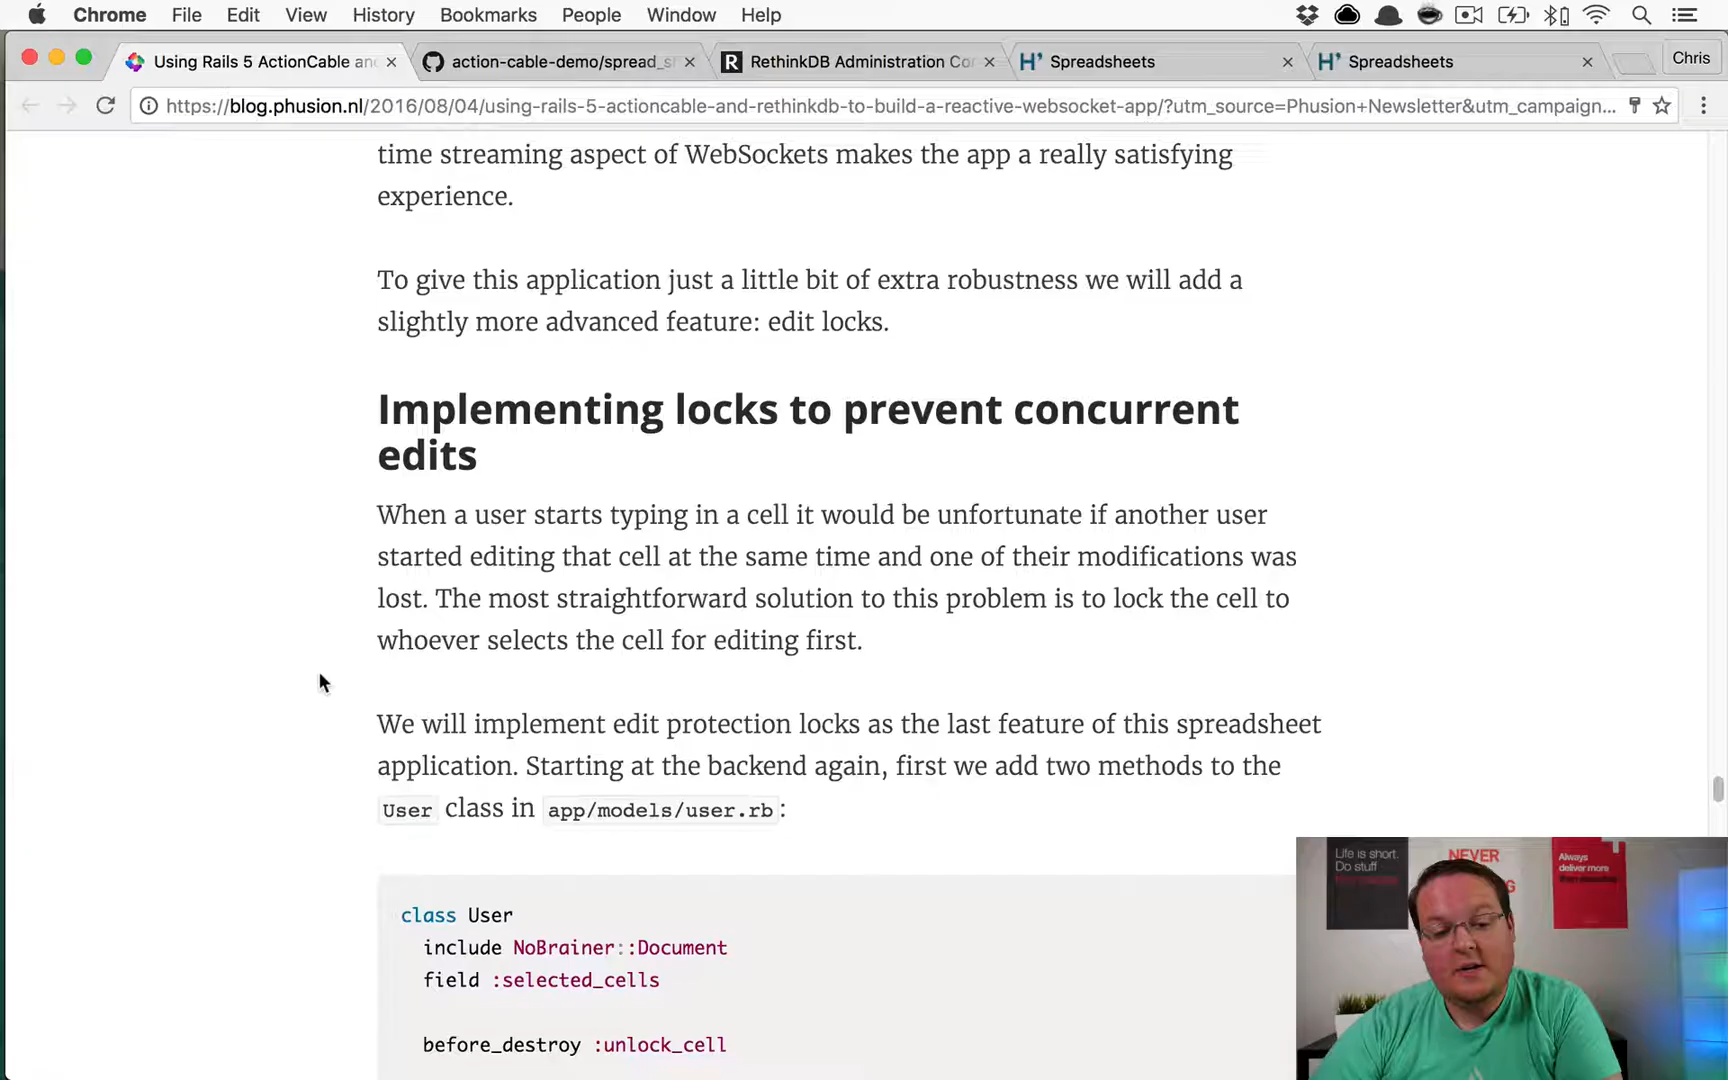 Chrome File Edit View History Bookmarks People Window Help
Using Rails 5 ActionCable and
action-cable-demo/spread_s
RethinkDB Administration Co
Spreadsheets
Spreadsheets
Chris
https://blog.phusion.nl/2016/08/04/using-rails-5-actioncable-and-rethinkdb-to-build-a-reactive-websocket-app/?utm_source=Phusion+Newsletter&utm_campaign...
time streaming aspect of WebSockets makes the app a really satisfying
experience.
To give this application just a little bit of extra robustness we will add a
slightly more advanced feature: edit locks.
Implementing locks to prevent concurrent
edits
When a user starts typing in a cell it would be unfortunate if another user
started editing that cell at the same time and one of their modifications was
lost. The most straightforward solution to this problem is to lock the cell to
whoever selects the cell for editing first.
We will implement edit protection locks as the last feature of this spreadsheet
application. Starting at the backend again, first we add two methods to the
User class in app/models/user.rb:
class User
include NoBrainer::Document
field :selected_cells
before_destroy :unlock_cell
Life is short.
Do stuff
NEVER
Always
deliver more